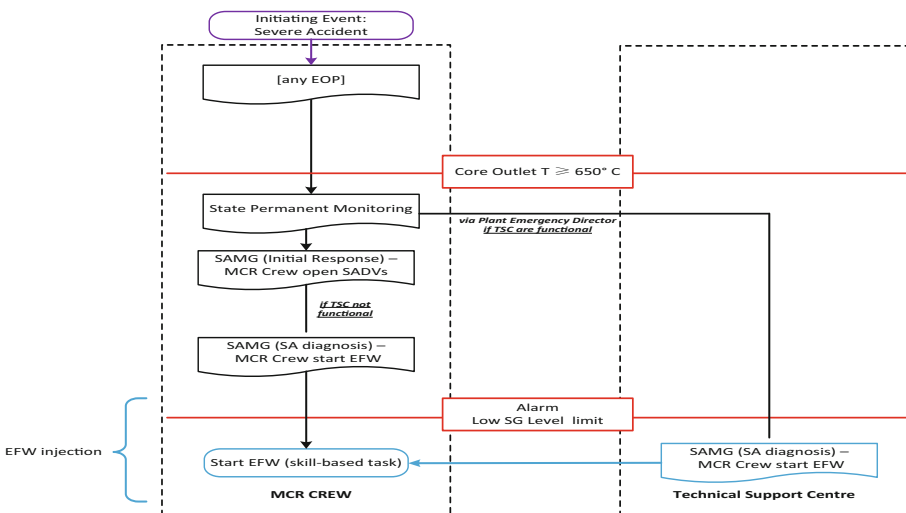 Initiating Event:
Severe Accident
[any EOP]
Core Outlet T ≥ 650° C
State Permanent Monitoring
via Plant Emergency Director
if TSC are functional
SAMG (Initial Response) –
MCR Crew open SADVs
if TSC not
functional
SAMG (SA diagnosis) –
MCR Crew start EFW
Alarm
Low SG Level limit
EFW injection
Start EFW (skill-based task)
SAMG (SA diagnosis) –
MCR Crew start EFW
MCR CREW
Technical Support Centre